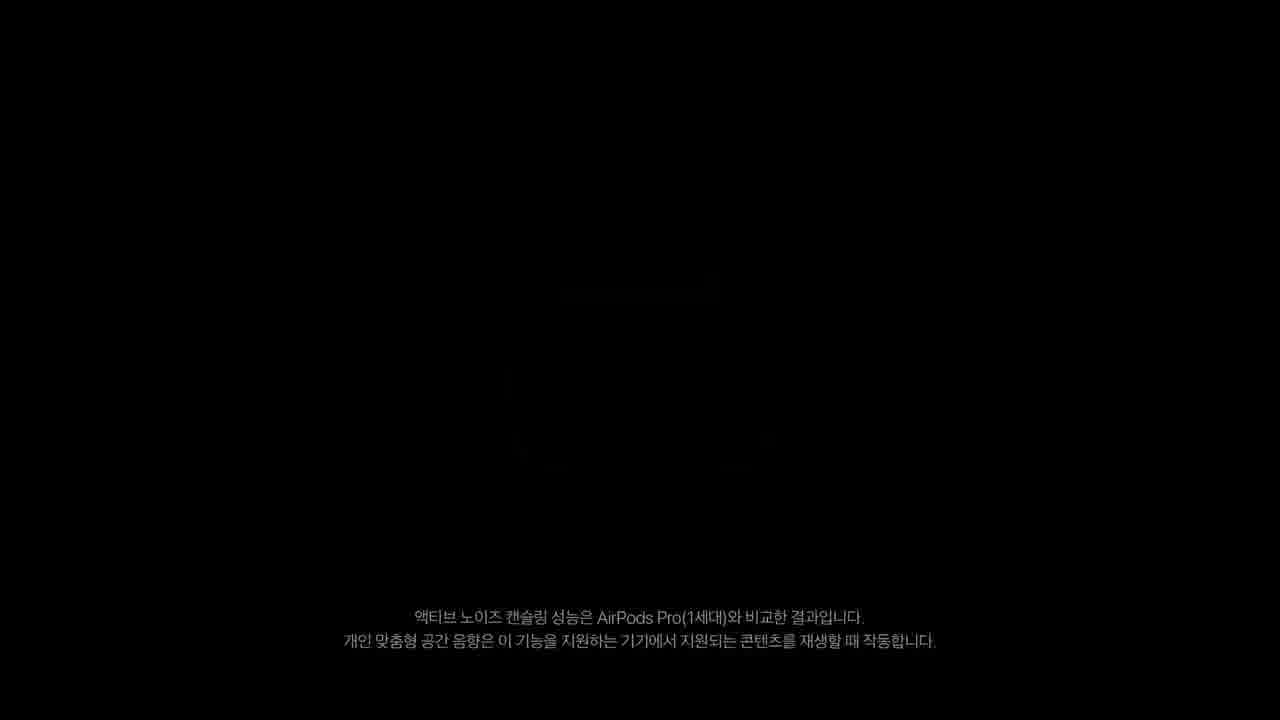 액티브 노이즈 캔슬링 성능은 AirPods Pro(1세대)와 비교한 결과입니다.
개인 맞춤형 공간 음향은 이 기능을 지원하는 기기에서 지원되는 콘텐츠를 재생할 때 작동합니다.